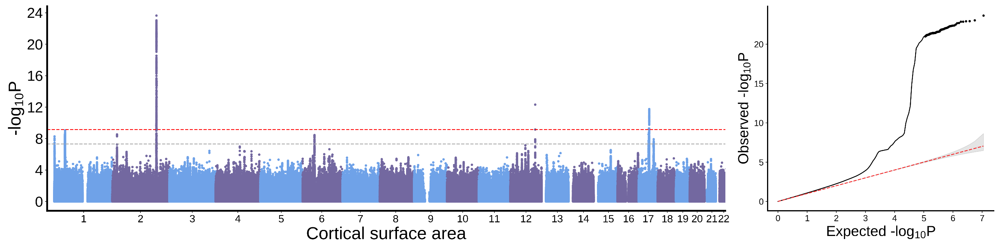 24
20
16
12
8
4
0
-log10P
1 2 3 4 5 6 7 8 9 10 11 12 13 14 15 16 17 18 19 20 21 22
Cortical surface area
20
15
10
5
0
Observed -log10P
0 1 2 3 4 5 6 7
Expected -log10P